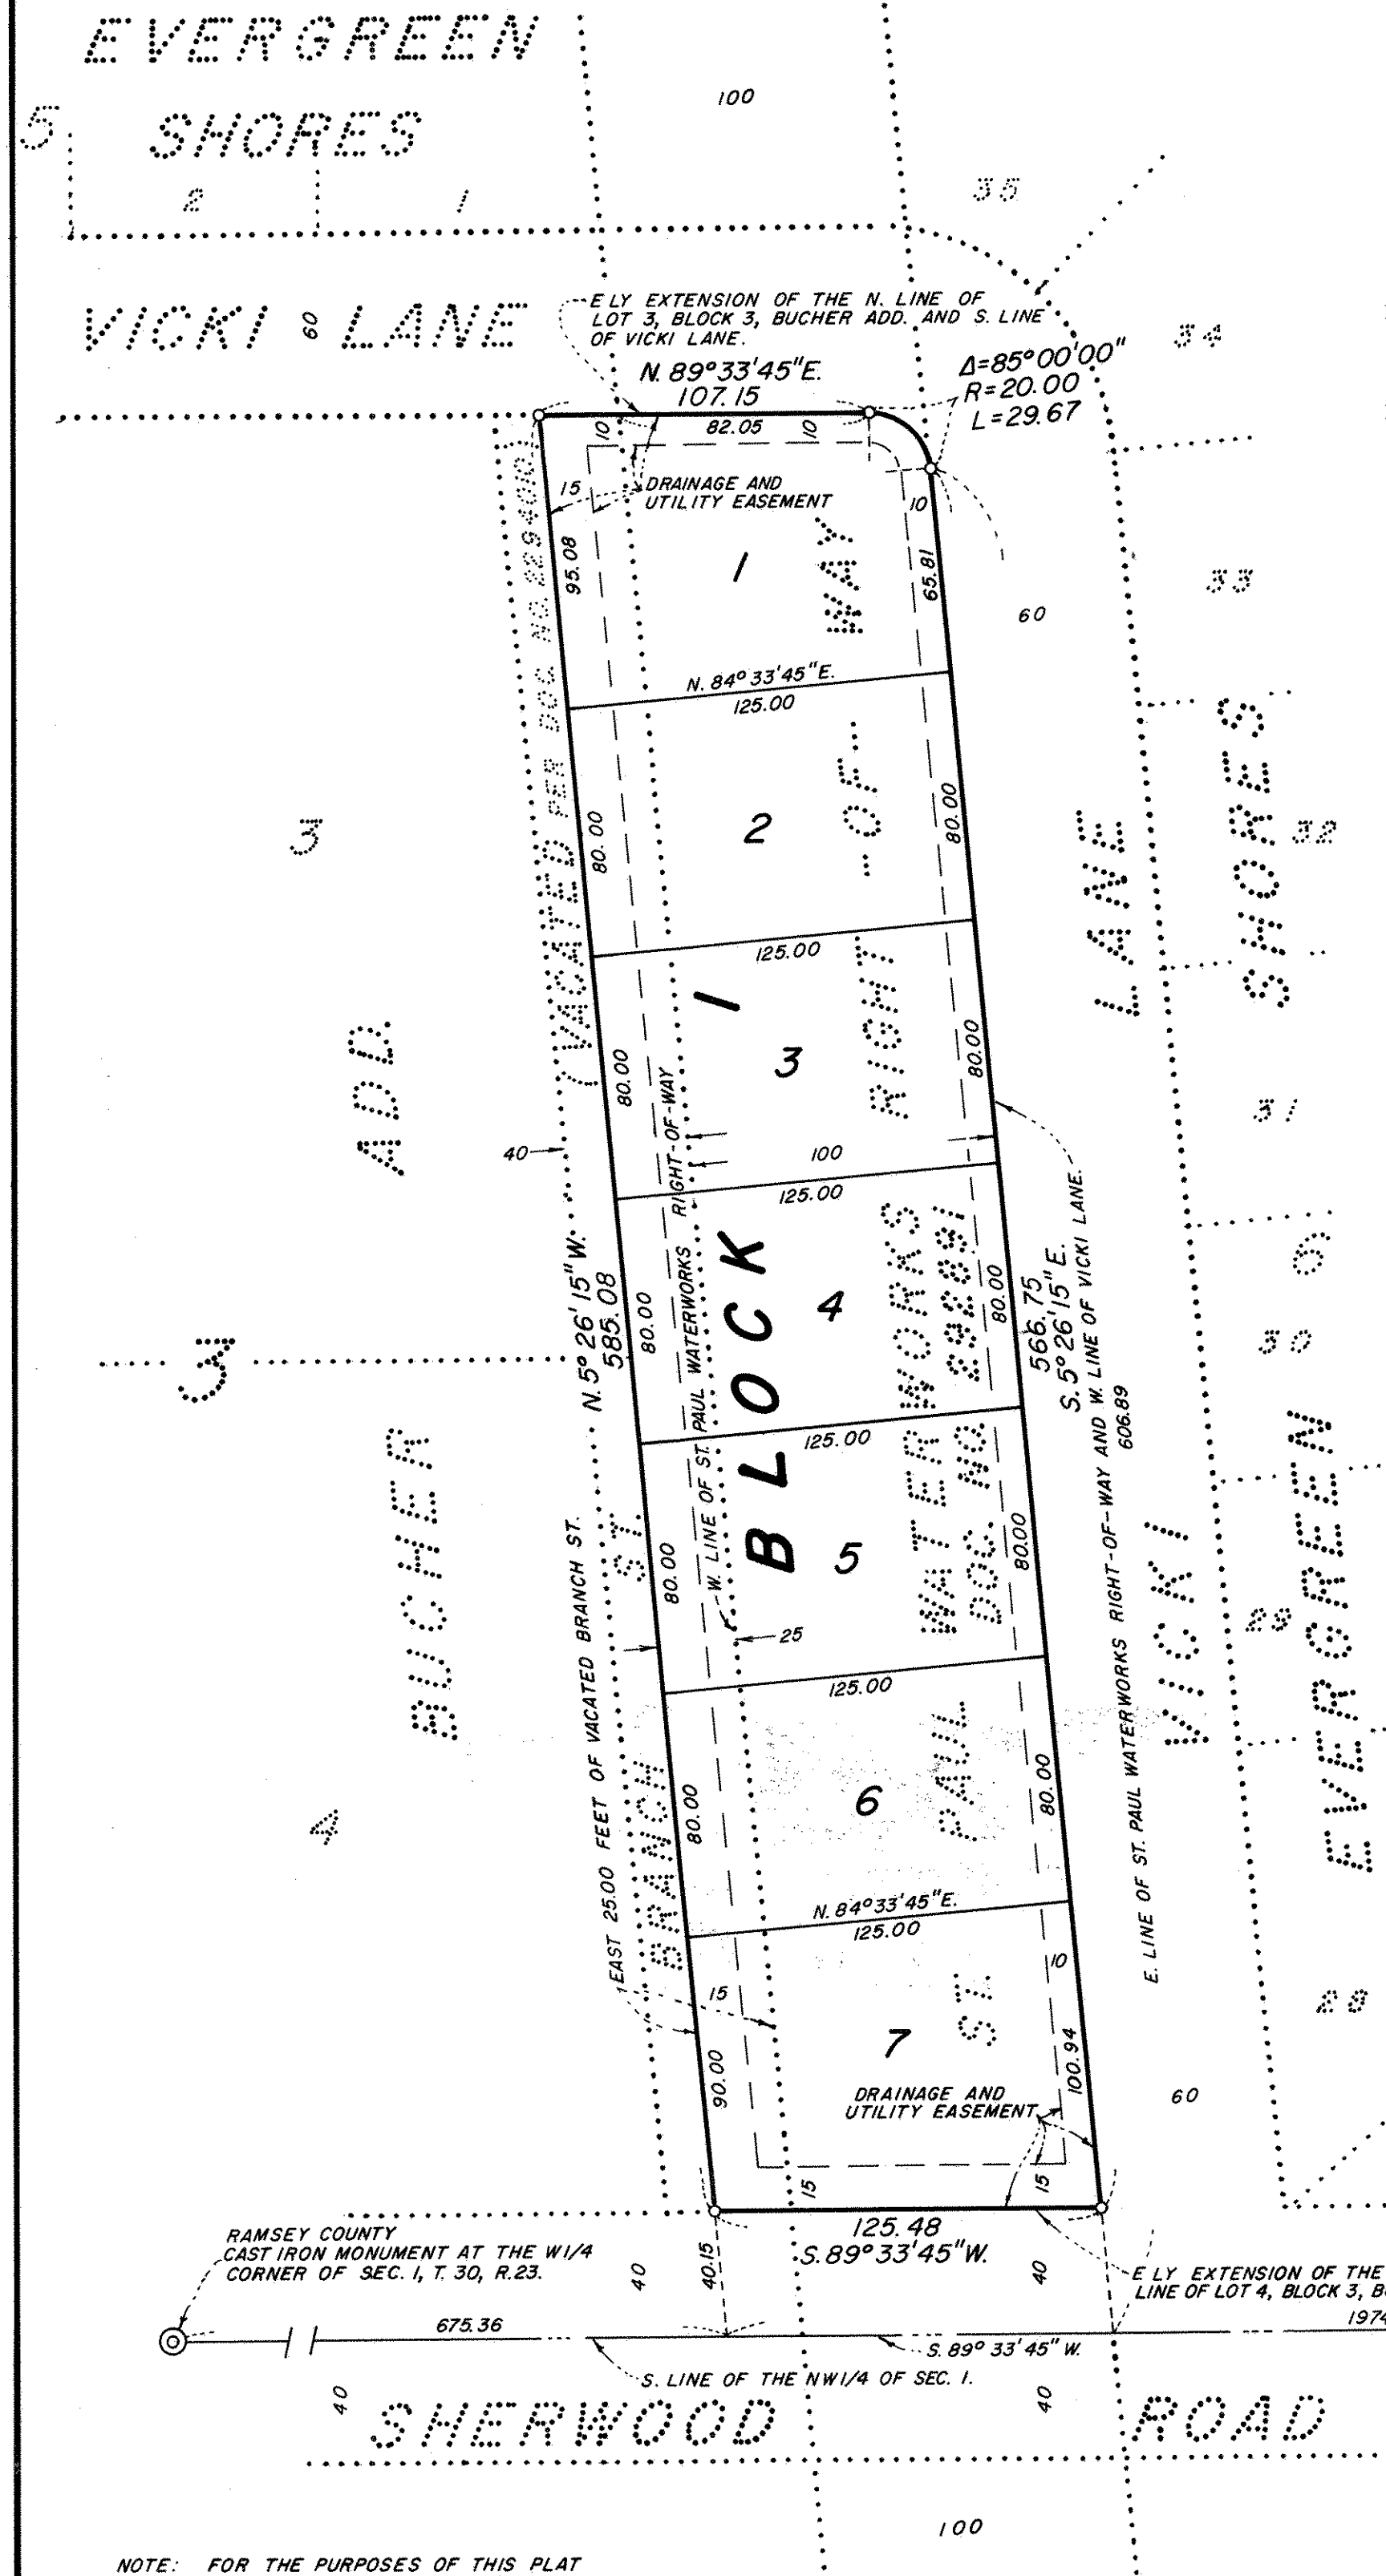 EVERGREEN
SHORES
5
2
1
100
35
VICKI LANE
60
E LY EXTENSION OF THE N. LINE OF
LOT 3, BLOCK 3, BUCHER ADD. AND S. LINE
OF VICKI LANE.
N. 89°33'45"E.
107.15
Δ=85°00'00"
R=20.00
L=29.67
34
10
82.05
10
15
DRAINAGE AND
UTILITY EASEMENT
10
95.08
1
65.81
WAY
60
33
N. 84°33'45"E.
125.00
(VACATED PER DOC. NO. 2294000)
3
80.00
2
80.00
OF
LANE
SHORES
32
125.00
1
3
80.00
80.00
RIGHT
ADD.
31
40
100
125.00
N. 5°26'15"W.
585.08
80.00
W. LINE OF ST. PAUL WATERWORKS RIGHT-OF-WAY
BLOCK
4
WATERWORKS
DOC. NO.
80.00
566.75
S. 5°26'15"E.
E. LINE OF ST. PAUL WATERWORKS RIGHT-OF-WAY AND W. LINE OF VICKI LANE.
606.89
6
30
3
125.00
BUCHER
EAST 25.00 FEET OF VACATED BRANCH ST.
BRANCH ST.
80.00
5
80.00
25
VICKI
29
EVERGREEN
125.00
4
80.00
6
PAUL
80.00
N. 84°33'45"E.
125.00
15
10
ST.
7
90.00
100.94
28
DRAINAGE AND
UTILITY EASEMENT
60
15
15
125.48
S. 89°33'45"W.
RAMSEY COUNTY
CAST IRON MONUMENT AT THE W1/4
CORNER OF SEC. 1, T. 30, R.23.
40
40.15
40
E LY EXTENSION OF THE
LINE OF LOT 4, BLOCK 3,
675.36
1974
S. 89° 33'45" W.
S. LINE OF THE NW1/4 OF SEC. 1.
40
40
SHERWOOD ROAD
100
NOTE: FOR THE PURPOSES OF THIS PLAT